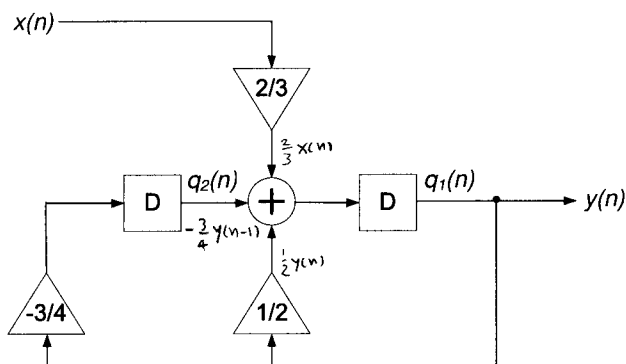 x(n)
2/3
2/3 x(n)
D
q₂(n)
+
D
q₁(n)
y(n)
-3/4 y(n-1)
1/2 y(n)
-3/4
1/2